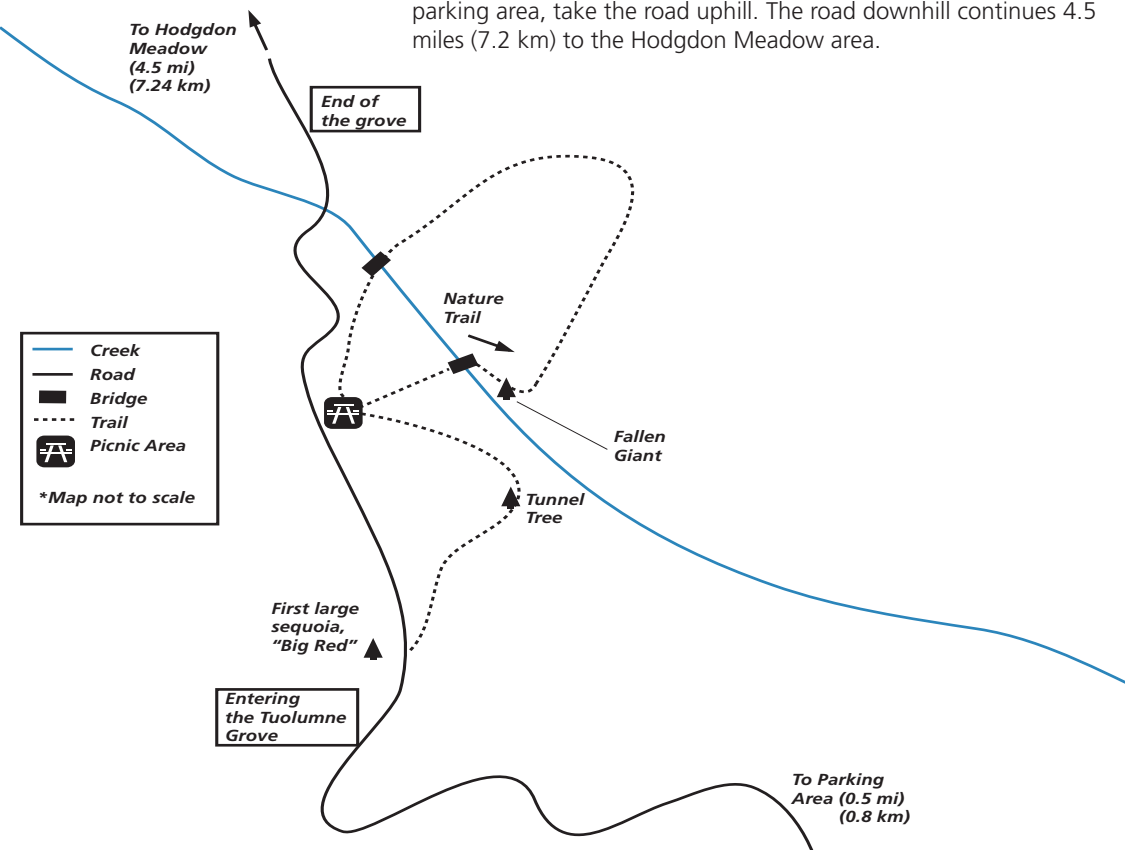 parking area, take the road uphill. The road downhill continues 4.5
miles (7.2 km) to the Hodgdon Meadow area.
To Hodgdon
Meadow
(4.5 mi)
(7.24 km)
End of
the grove
Nature
Trail
Creek
Road
Bridge
Trail
Picnic Area
*Map not to scale
Fallen
Giant
Tunnel
Tree
First large
sequoia,
“Big Red”
Entering
the Tuolumne
Grove
To Parking
Area (0.5 mi)
(0.8 km)